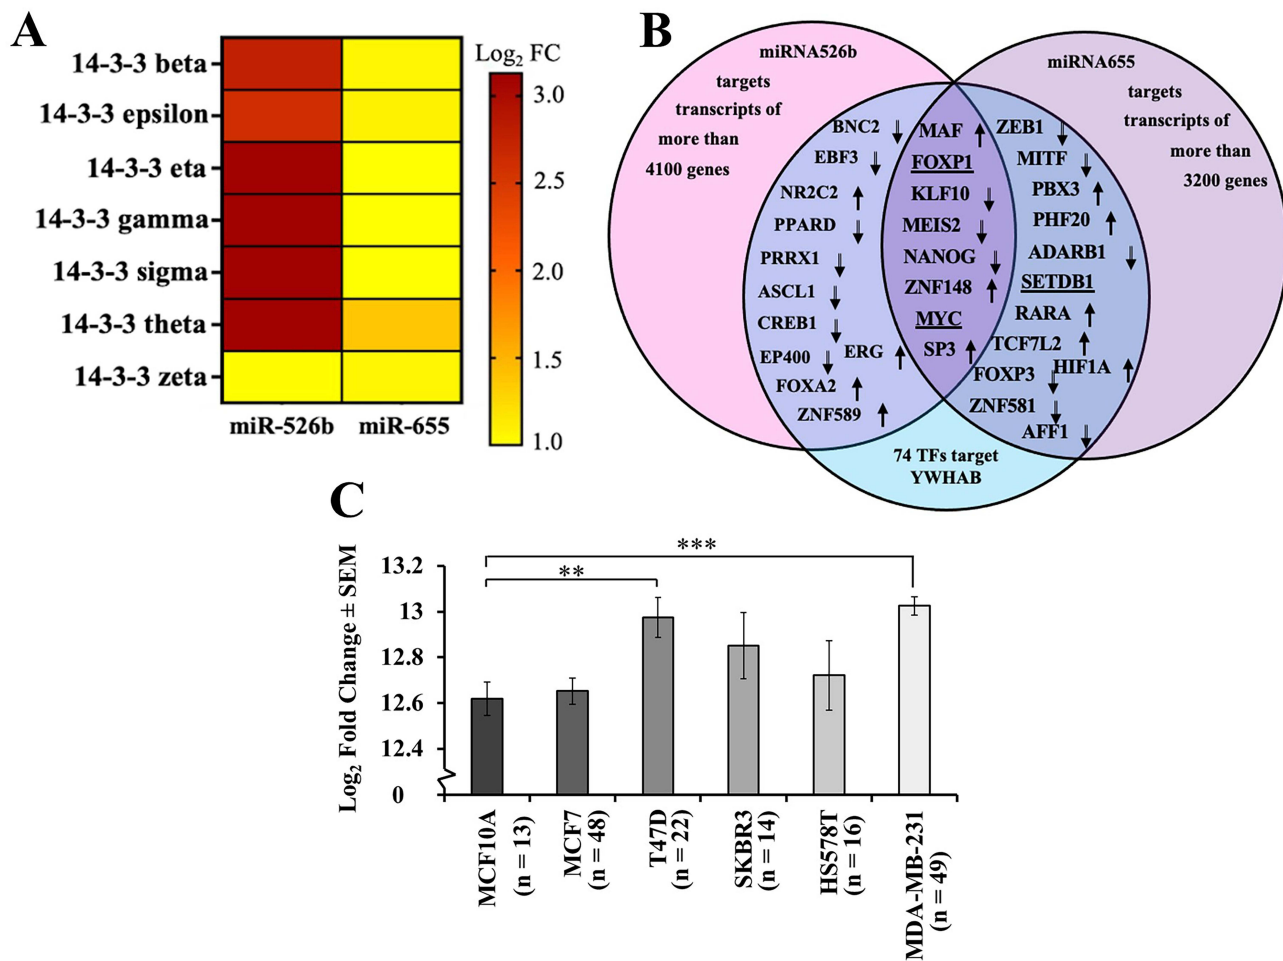 A
Log₂ FC
14-3-3 beta
14-3-3 epsilon
14-3-3 eta
14-3-3 gamma
14-3-3 sigma
14-3-3 theta
14-3-3 zeta
3.0
2.5
2.0
1.5
1.0
miR-526b
miR-655
B
miRNA526b
targets
transcripts of
more than
4100 genes
miRNA655
targets
transcripts of
more than
3200 genes
BNC2 ⇓
EBF3 ⇓
NR2C2 ↑
PPARD ⇓
PRRX1 ⇓
ASCL1 ⇓
CREB1 ⇓
EP400 ⇓
ERG ↑
FOXA2 ↑
ZNF589 ↑
MAF ↑
FOXP1
KLF10 ⇓
MEIS2 ⇓
NANOG ⇓
ZNF148 ↑
MYC
SP3 ↑
ZEB1 ⇓
MITF ⇓
PBX3 ↑
PHF20 ↑
ADARB1 ⇓
SETDB1
RARA ↑
TCF7L2 ↑
HIF1A ↑
FOXP3 ⇓
ZNF581 ⇓
AFF1 ⇓
74 TFs target
YWHAB
C
Log₂ Fold Change ± SEM
13.2
13
12.8
12.6
12.4
0
**
***
MCF10A
(n = 13)
MCF7
(n = 48)
T47D
(n = 22)
SKBR3
(n = 14)
HS578T
(n = 16)
MDA-MB-231
(n = 49)